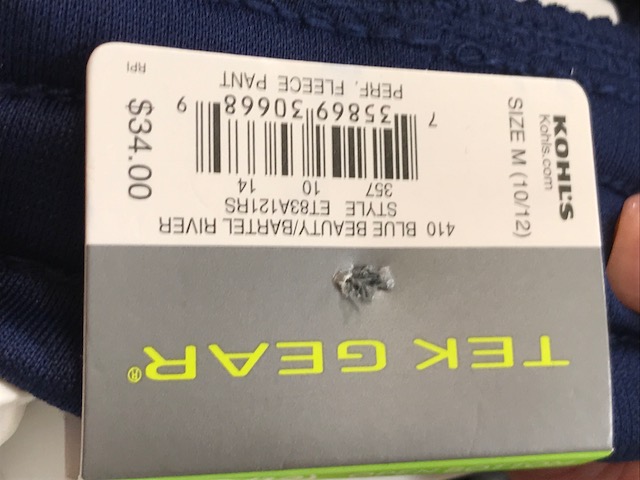 TEK GEAR®
410 BLUE BEAUTY/BARTEL RIVER
STYLE ET83A121RS
357 10 14
7 35869 30668 9
PERF. FLEECE PANT
KOHL'S
Kohls.com
SIZE M (10/12)
$34.00
RPI